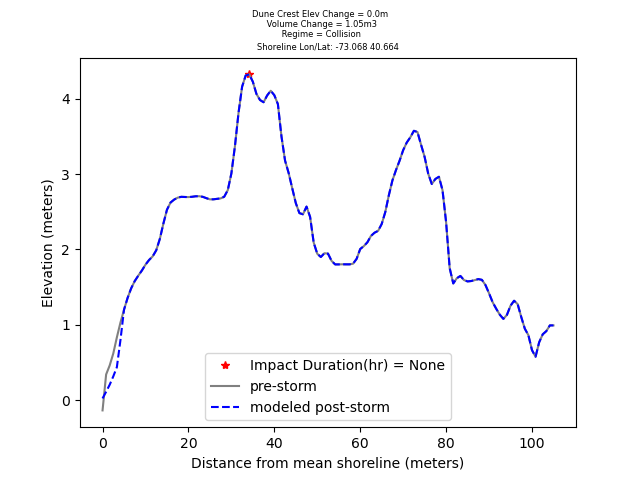 Dune Crest Elev Change = 0.0m
Volume Change = 1.05m3
Regime = Collision
Shoreline Lon/Lat: -73.068 40.664
Elevation (meters)
4
3
2
1
0
Impact Duration(hr) = None
pre-storm
modeled post-storm
0 20 40 60 80 100
Distance from mean shoreline (meters)